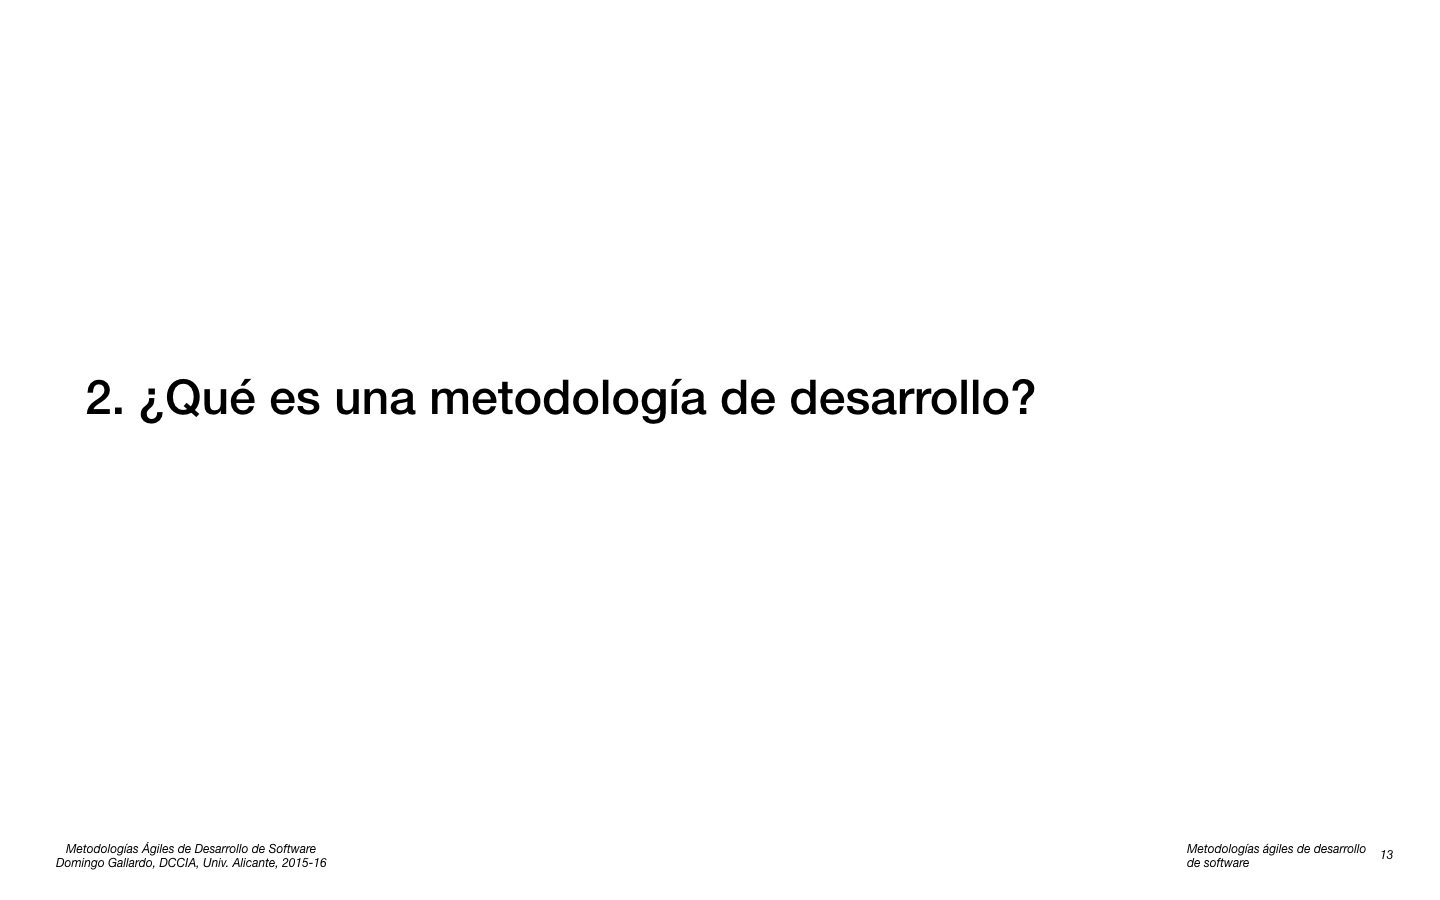 2. ¿Qué es una metodología de desarrollo?
Metodologías Ágiles de Desarrollo de Software
Domingo Gallardo, DCCIA, Univ. Alicante, 2015-16
Metodologías ágiles de desarrollo
de software
13